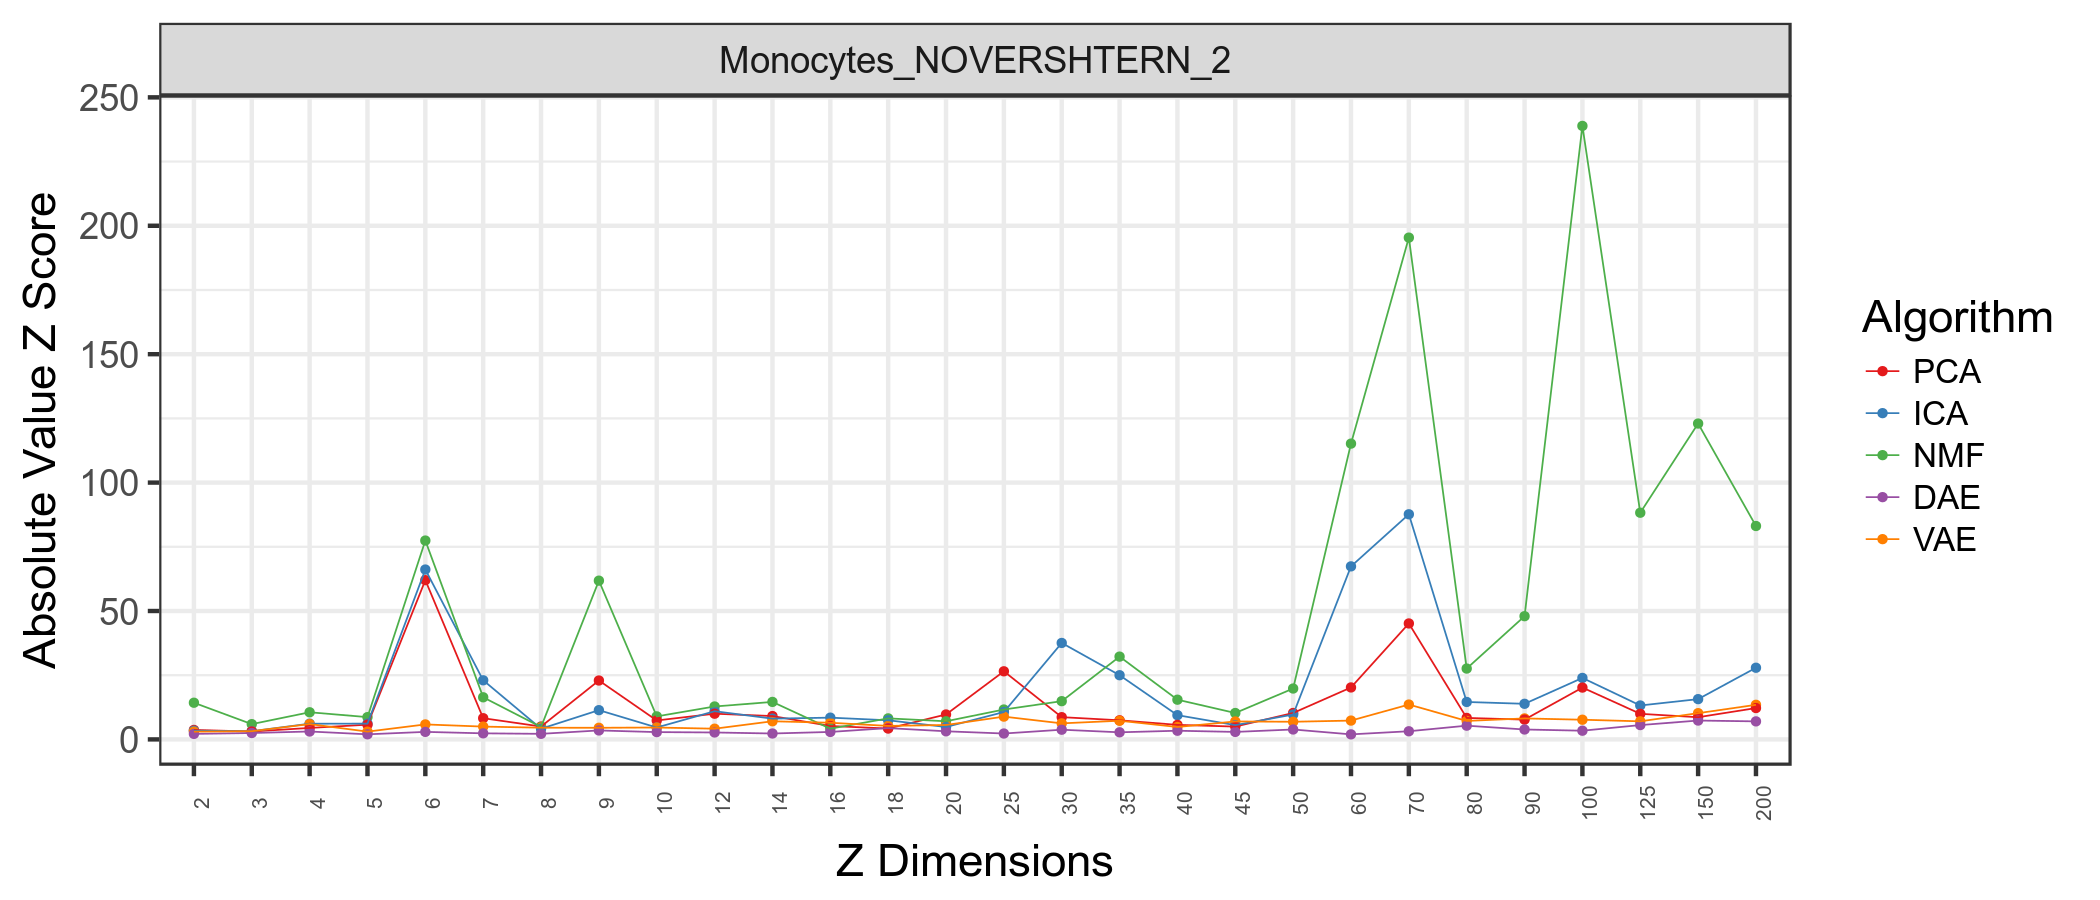 Monocytes_NOVERSHTERN_2
250
200
150
100
50
0
Absolute Value Z Score
2 3 4 5 6 7 8 9 10 12 14 16 18 20 25 30 35 40 45 50 60 70 80 90 100 125 150 200
Z Dimensions
Algorithm
PCA
ICA
NMF
DAE
VAE